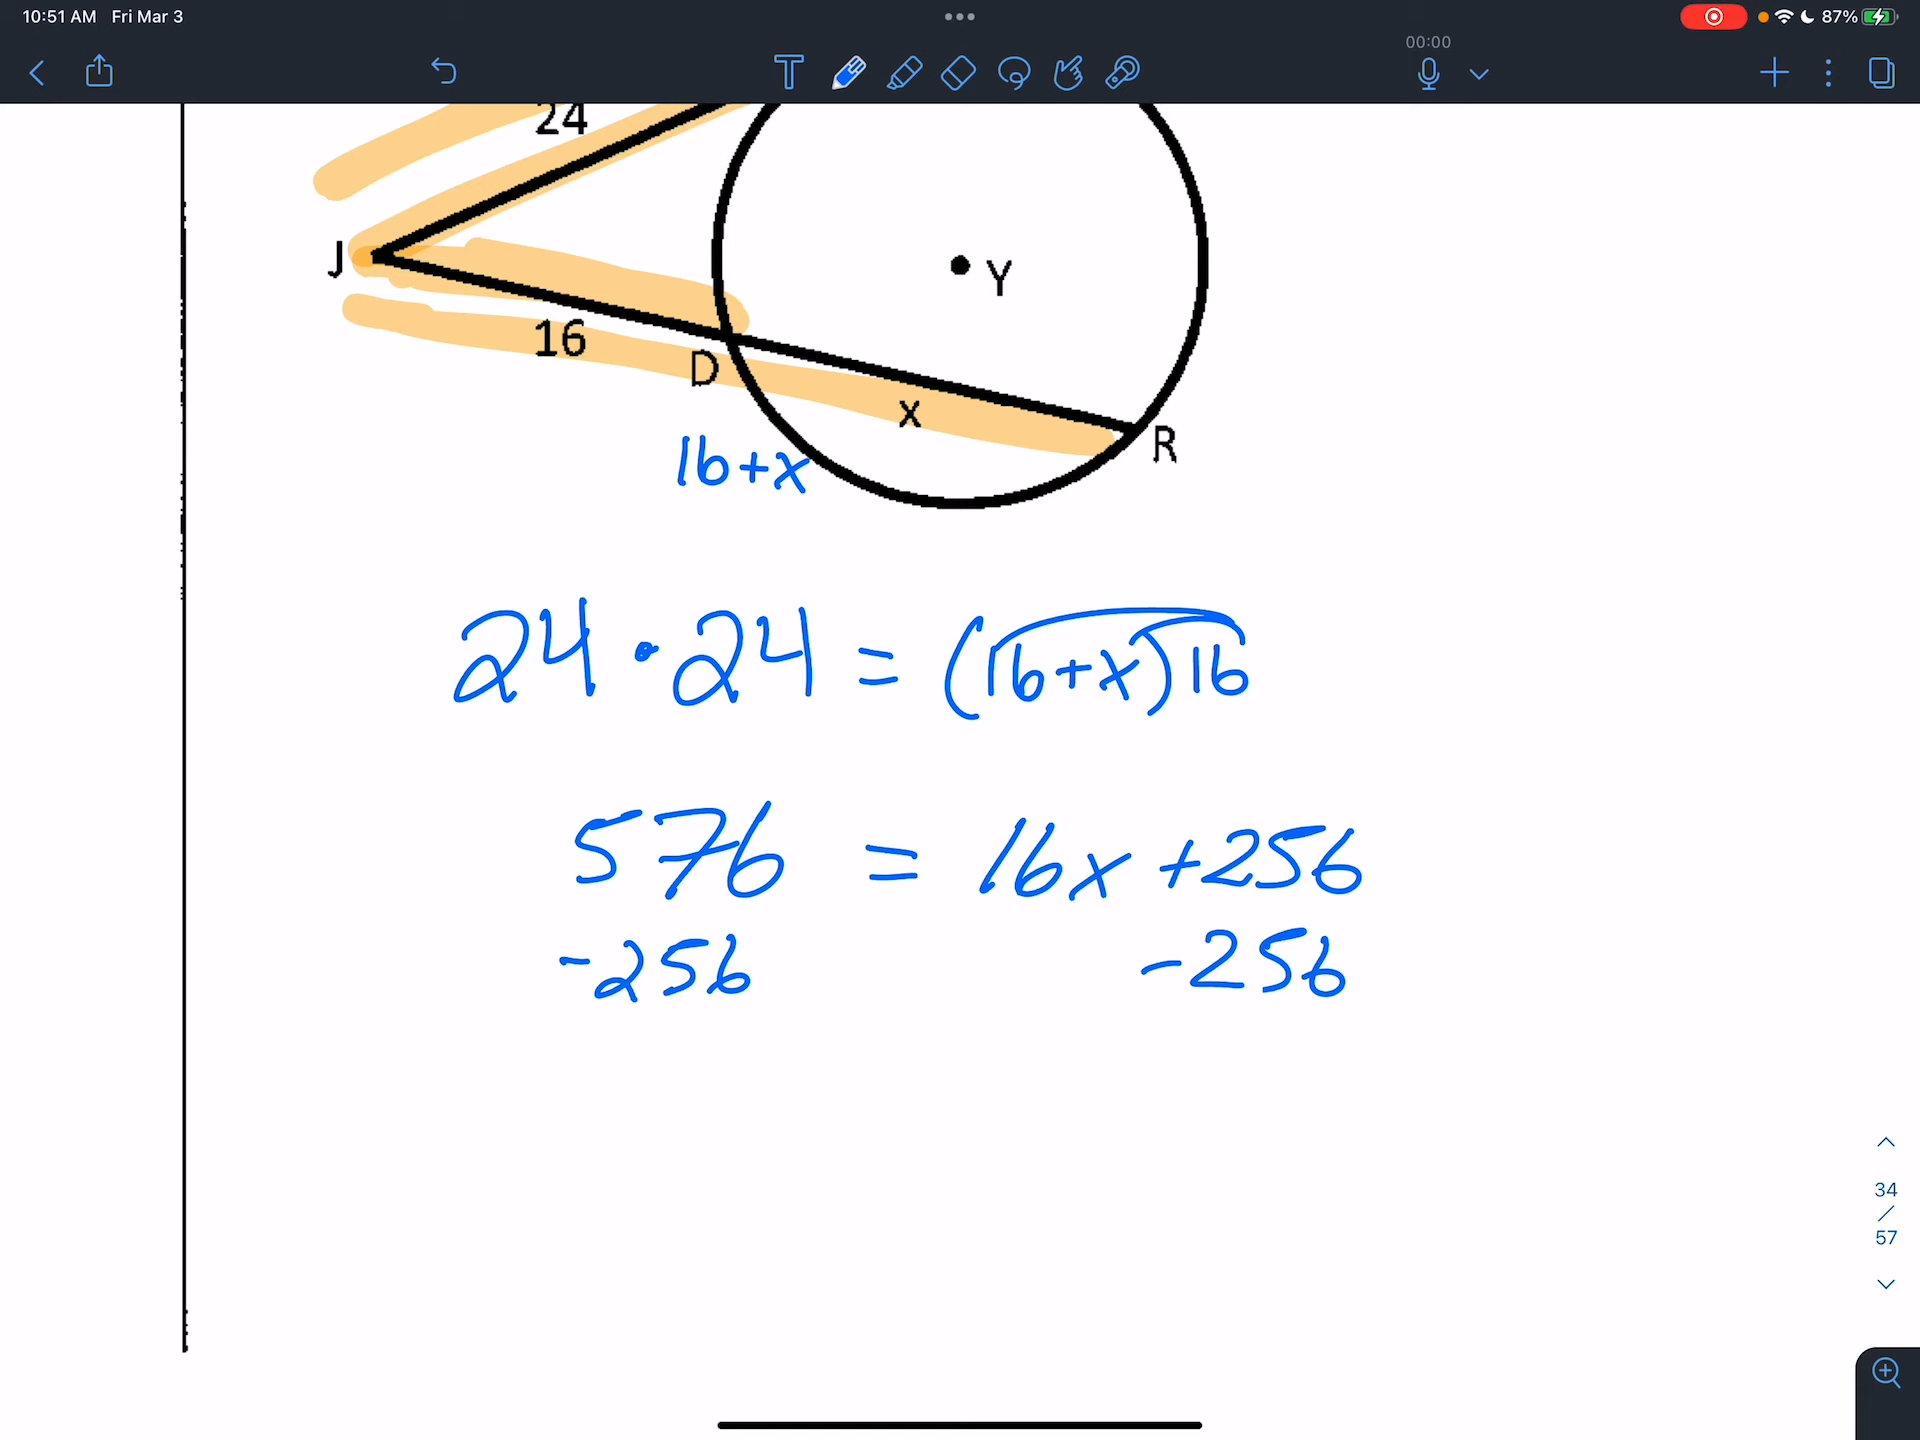 10:51 AM Fri Mar 3
87%
00:00
T
24
J
Y
16
D
x
R
16+x
24 · 24 = (16+x)16
576 = 16x +256
-256 -256
34
/
57